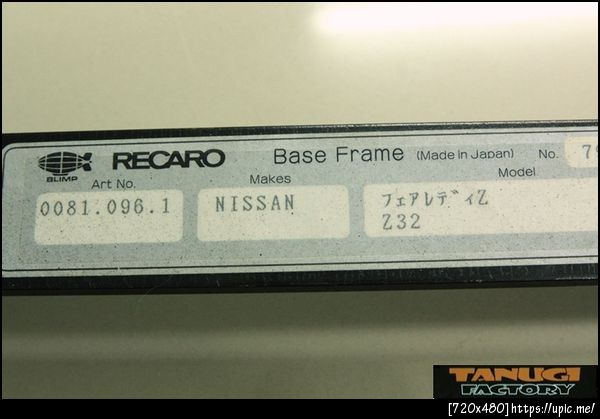 RECARO Base Frame (Made In Japan) No.
BLIMP
Art No. Makes Model
0081.096.1 NISSAN ﾌｪｱﾚﾃﾞｨZ
Z32
TANUGI
FACTORY
[720x480]https://upic.me/